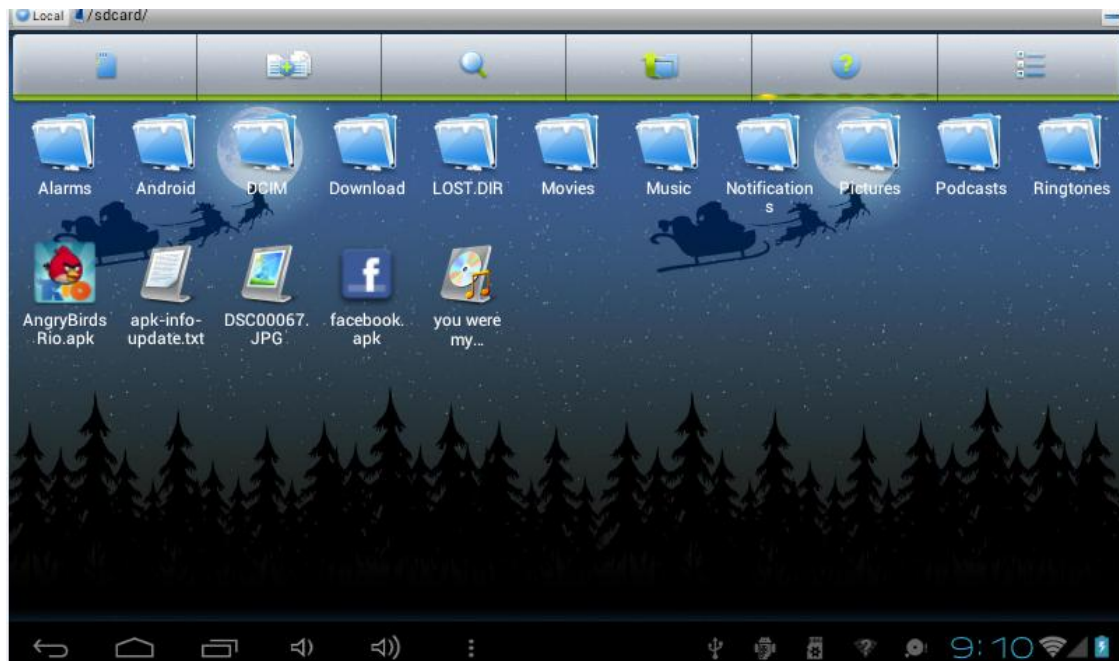 Local /sdcard/
Alarms Android DCIM Download LOST.DIR Movies Music Notification Pictures Podcasts Ringtones
s
AngryBirds apk-info- DSC00067. facebook. you were
Rio.apk update.txt JPG apk my...
9:10